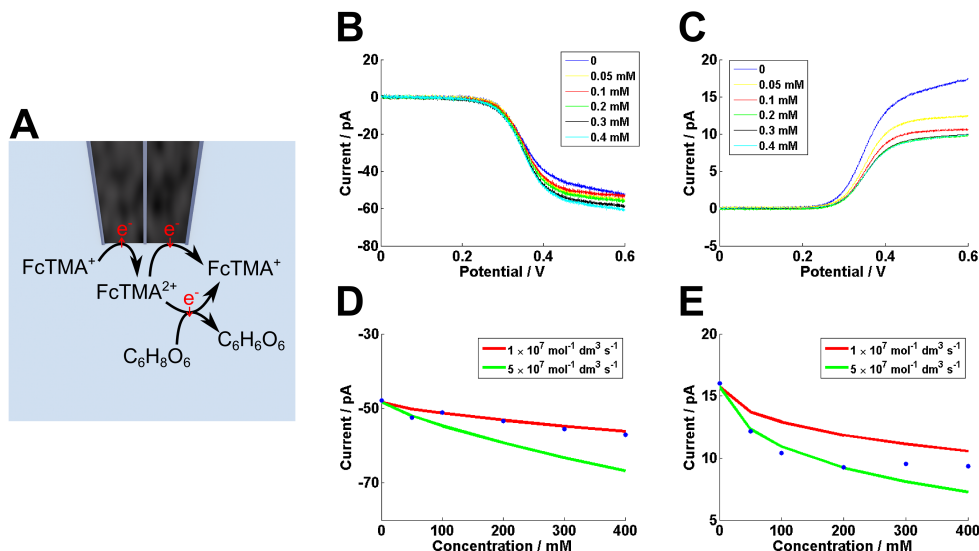 A
e-
e-
FcTMA+
FcTMA2+
FcTMA+
e-
C6H8O6
C6H6O6
B
20
0
-20
-40
-60
-80
0
0.2
0.4
0.6
Current / pA
Potential / V
0
0.05 mM
0.1 mM
0.2 mM
0.3 mM
0.4 mM
C
20
15
10
5
0
-5
0
0.2
0.4
0.6
Current / pA
Potential / V
0
0.05 mM
0.1 mM
0.2 mM
0.3 mM
0.4 mM
D
-30
-50
-70
0
100
200
300
400
Current / pA
Concentration / mM
1 × 10^7 mol^-1 dm^3 s^-1
5 × 10^7 mol^-1 dm^3 s^-1
E
20
15
10
5
0
100
200
300
400
Current / pA
Concentration / mM
1 × 10^7 mol^-1 dm^3 s^-1
5 × 10^7 mol^-1 dm^3 s^-1